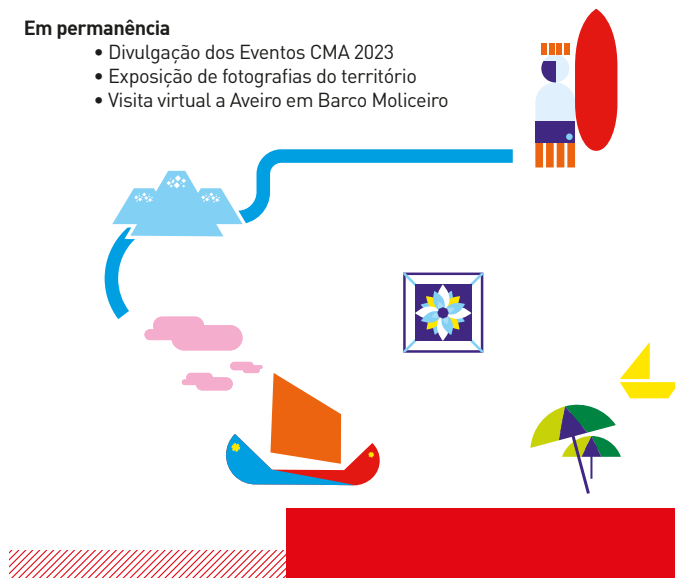 Em permanência
• Divulgação dos Eventos CMA 2023
• Exposição de fotografias do território
• Visita virtual a Aveiro em Barco Moliceiro